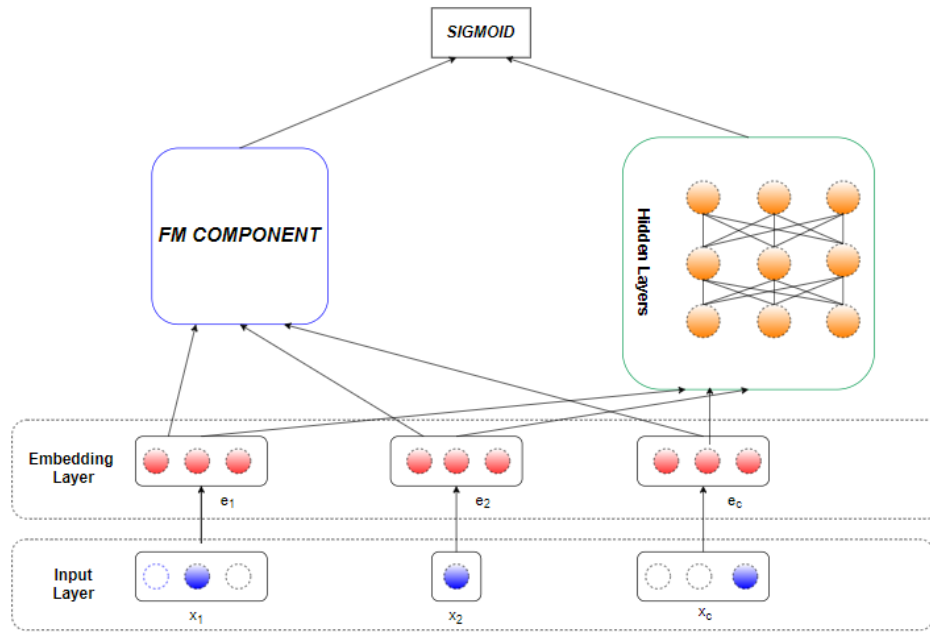 SIGMOID
FM COMPONENT
Hidden Layers
Embedding
Layer
e1
e2
ec
Input
Layer
x1
x2
xc